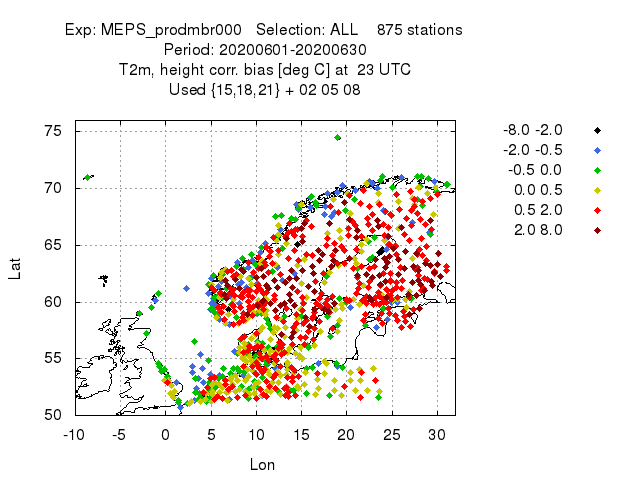 Exp: MEPS_prodmbr000   Selection: ALL    875 stations
Period: 20200601-20200630
T2m, height corr. bias [deg C] at  23 UTC
Used {15,18,21} + 02 05 08
-8.0 -2.0
-2.0 -0.5
-0.5 0.0
0.0 0.5
0.5 2.0
2.0 8.0
75
70
65
60
55
50
Lat
-10 -5 0 5 10 15 20 25 30
Lon